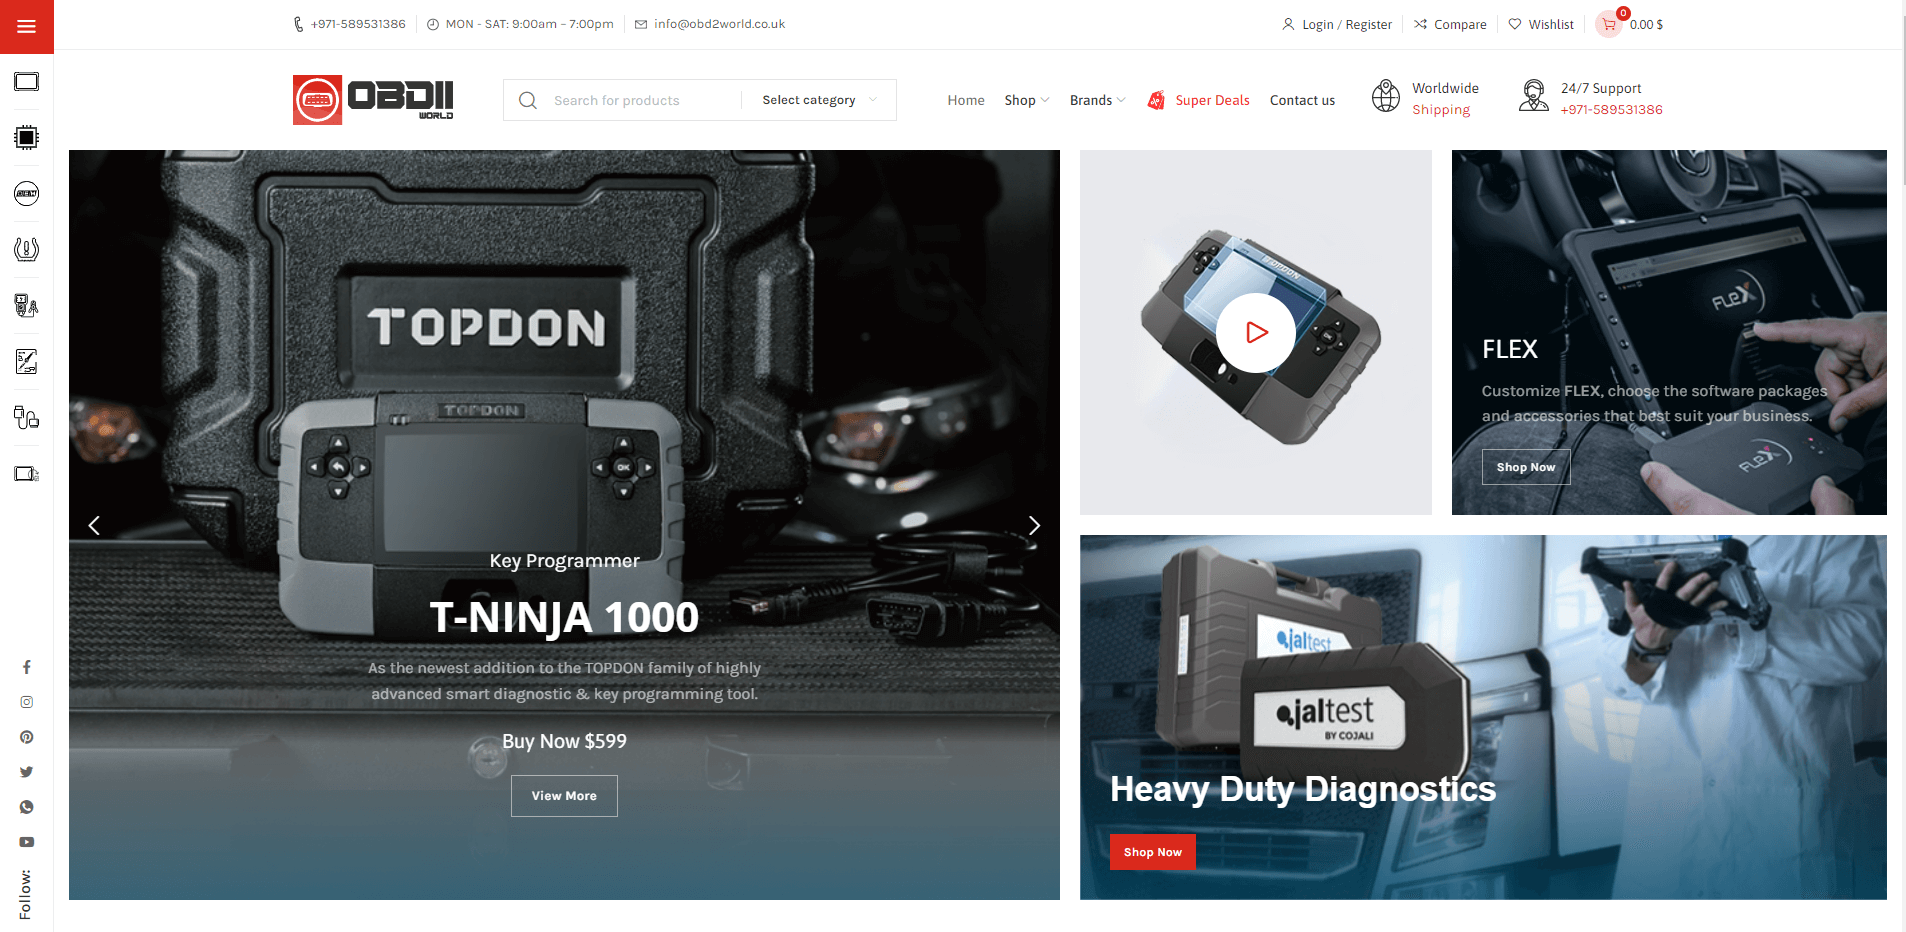 +971-589531386
MON - SAT: 9:00am - 7:00pm
info@obd2world.co.uk
Login / Register
Compare
Wishlist
0
0.00 $
OBDII
WORLD
Search for products
Select category
Home
Shop
Brands
Super Deals
Contact us
Worldwide
Shipping
24/7 Support
+971-589531386
TOPDON
TOPDON
OK
Key Programmer
T-NINJA 1000
As the newest addition to the TOPDON family of highly
advanced smart diagnostic & key programming tool.
Buy Now $599
View More
TOPDON
FLEX
FLEX
Customize FLEX, choose the software packages
and accessories that best suit your business.
FLEX
Shop Now
jaltest
jaltest
BY COJALI
Heavy Duty Diagnostics
Shop Now
Follow: